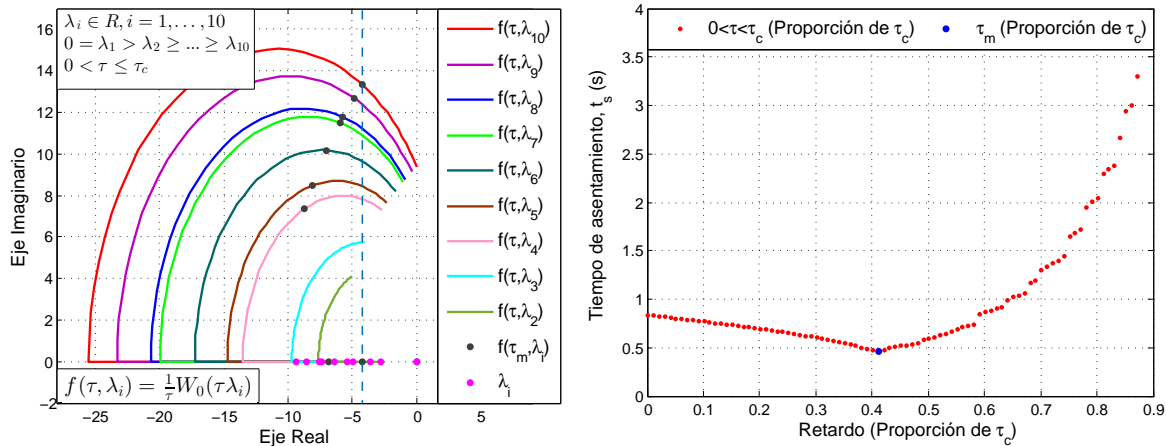 λ_i ∈ R, i = 1, . . . , 10
0 = λ_1 > λ_2 ≥ ... ≥ λ_10
0 < τ ≤ τ_c
16
14
12
10
8
6
4
2
0
−2
Eje Imaginario
−25
−20
−15
−10
−5
0
5
Eje Real
f(τ, λ_i) = 1/τ W_0(τλ_i)
f(τ,λ_10)
f(τ,λ_9)
f(τ,λ_8)
f(τ,λ_7)
f(τ,λ_6)
f(τ,λ_5)
f(τ,λ_4)
f(τ,λ_3)
f(τ,λ_2)
f(τ_m,λ_i)
λ_i
0<τ<τ_c (Proporción de τ_c)
τ_m (Proporción de τ_c)
4
3.5
3
2.5
2
1.5
1
0.5
0
Tiempo de asentamiento, t_s (s)
0
0.1
0.2
0.3
0.4
0.5
0.6
0.7
0.8
0.9
Retardo (Proporción de τ_c)